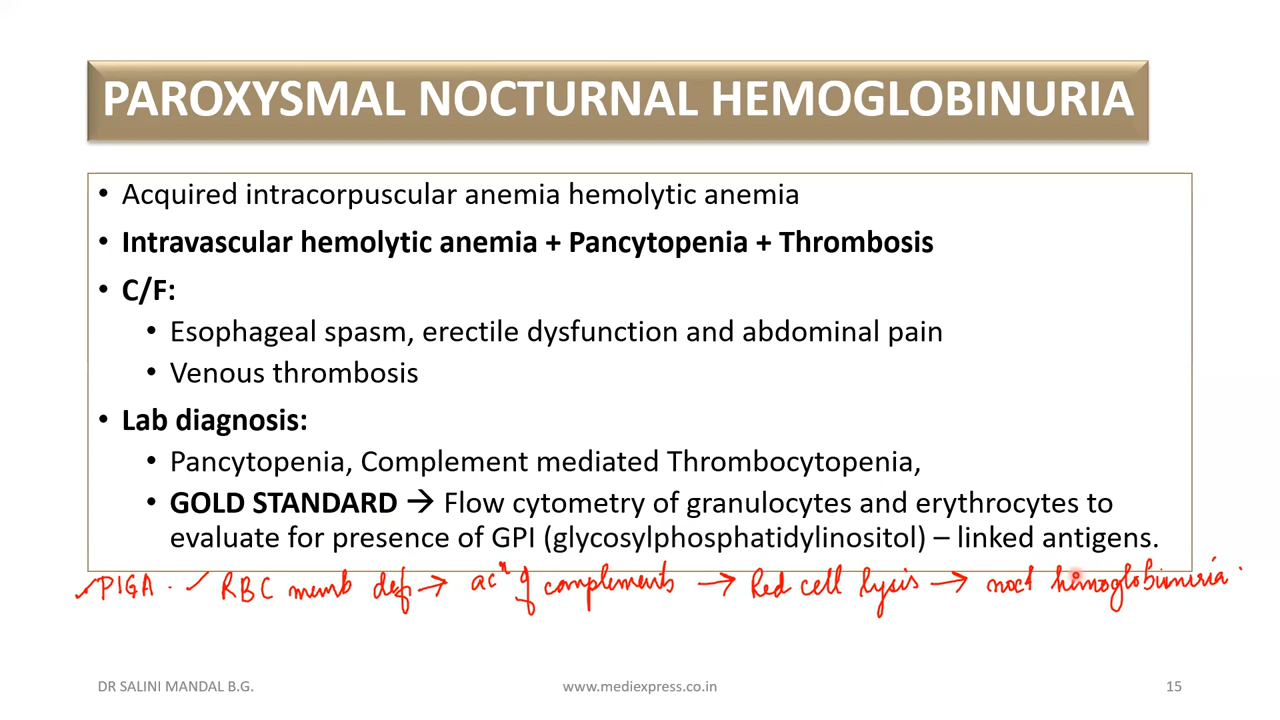 PAROXYSMAL NOCTURNAL HEMOGLOBINURIA
• Acquired intracorpuscular anemia hemolytic anemia
• Intravascular hemolytic anemia + Pancytopenia + Thrombosis
• C/F:
• Esophageal spasm, erectile dysfunction and abdominal pain
• Venous thrombosis
• Lab diagnosis:
• Pancytopenia, Complement mediated Thrombocytopenia,
• GOLD STANDARD → Flow cytometry of granulocytes and erythrocytes to
evaluate for presence of GPI (glycosylphosphatidylinositol) – linked antigens.
✓PIGA. ✓ RBC memb def → acⁿ of complements → Red cell lysis → noct hemoglobinuria.
DR SALINI MANDAL B.G. www.mediexpress.co.in 15